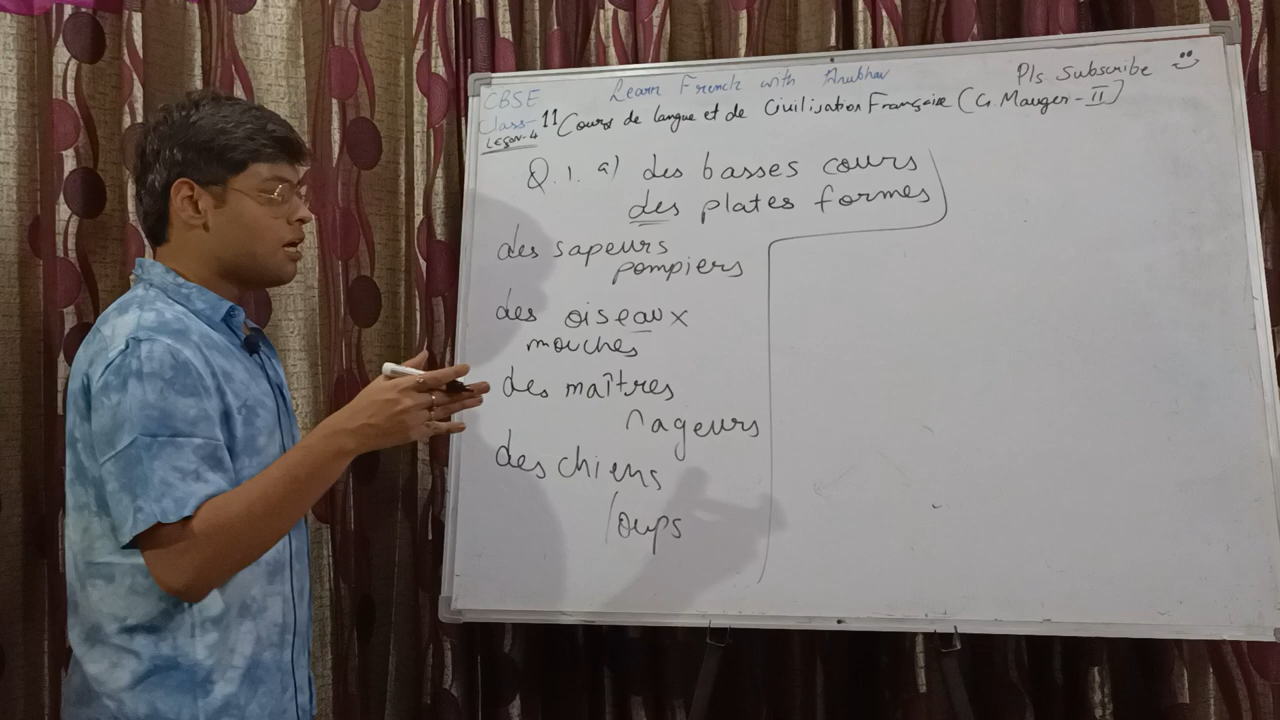 CBSE
Learn French with Anubhav
Pls Subscribe
Class-11 Cours de langue et de Civilisation Française (G. Mauger-II)
Leçon-4
Q.1. a) des basses cours
des plates formes
des sapeurs
pompiers
des oiseaux
mouches
des maîtres
nageurs
des chiens
loups